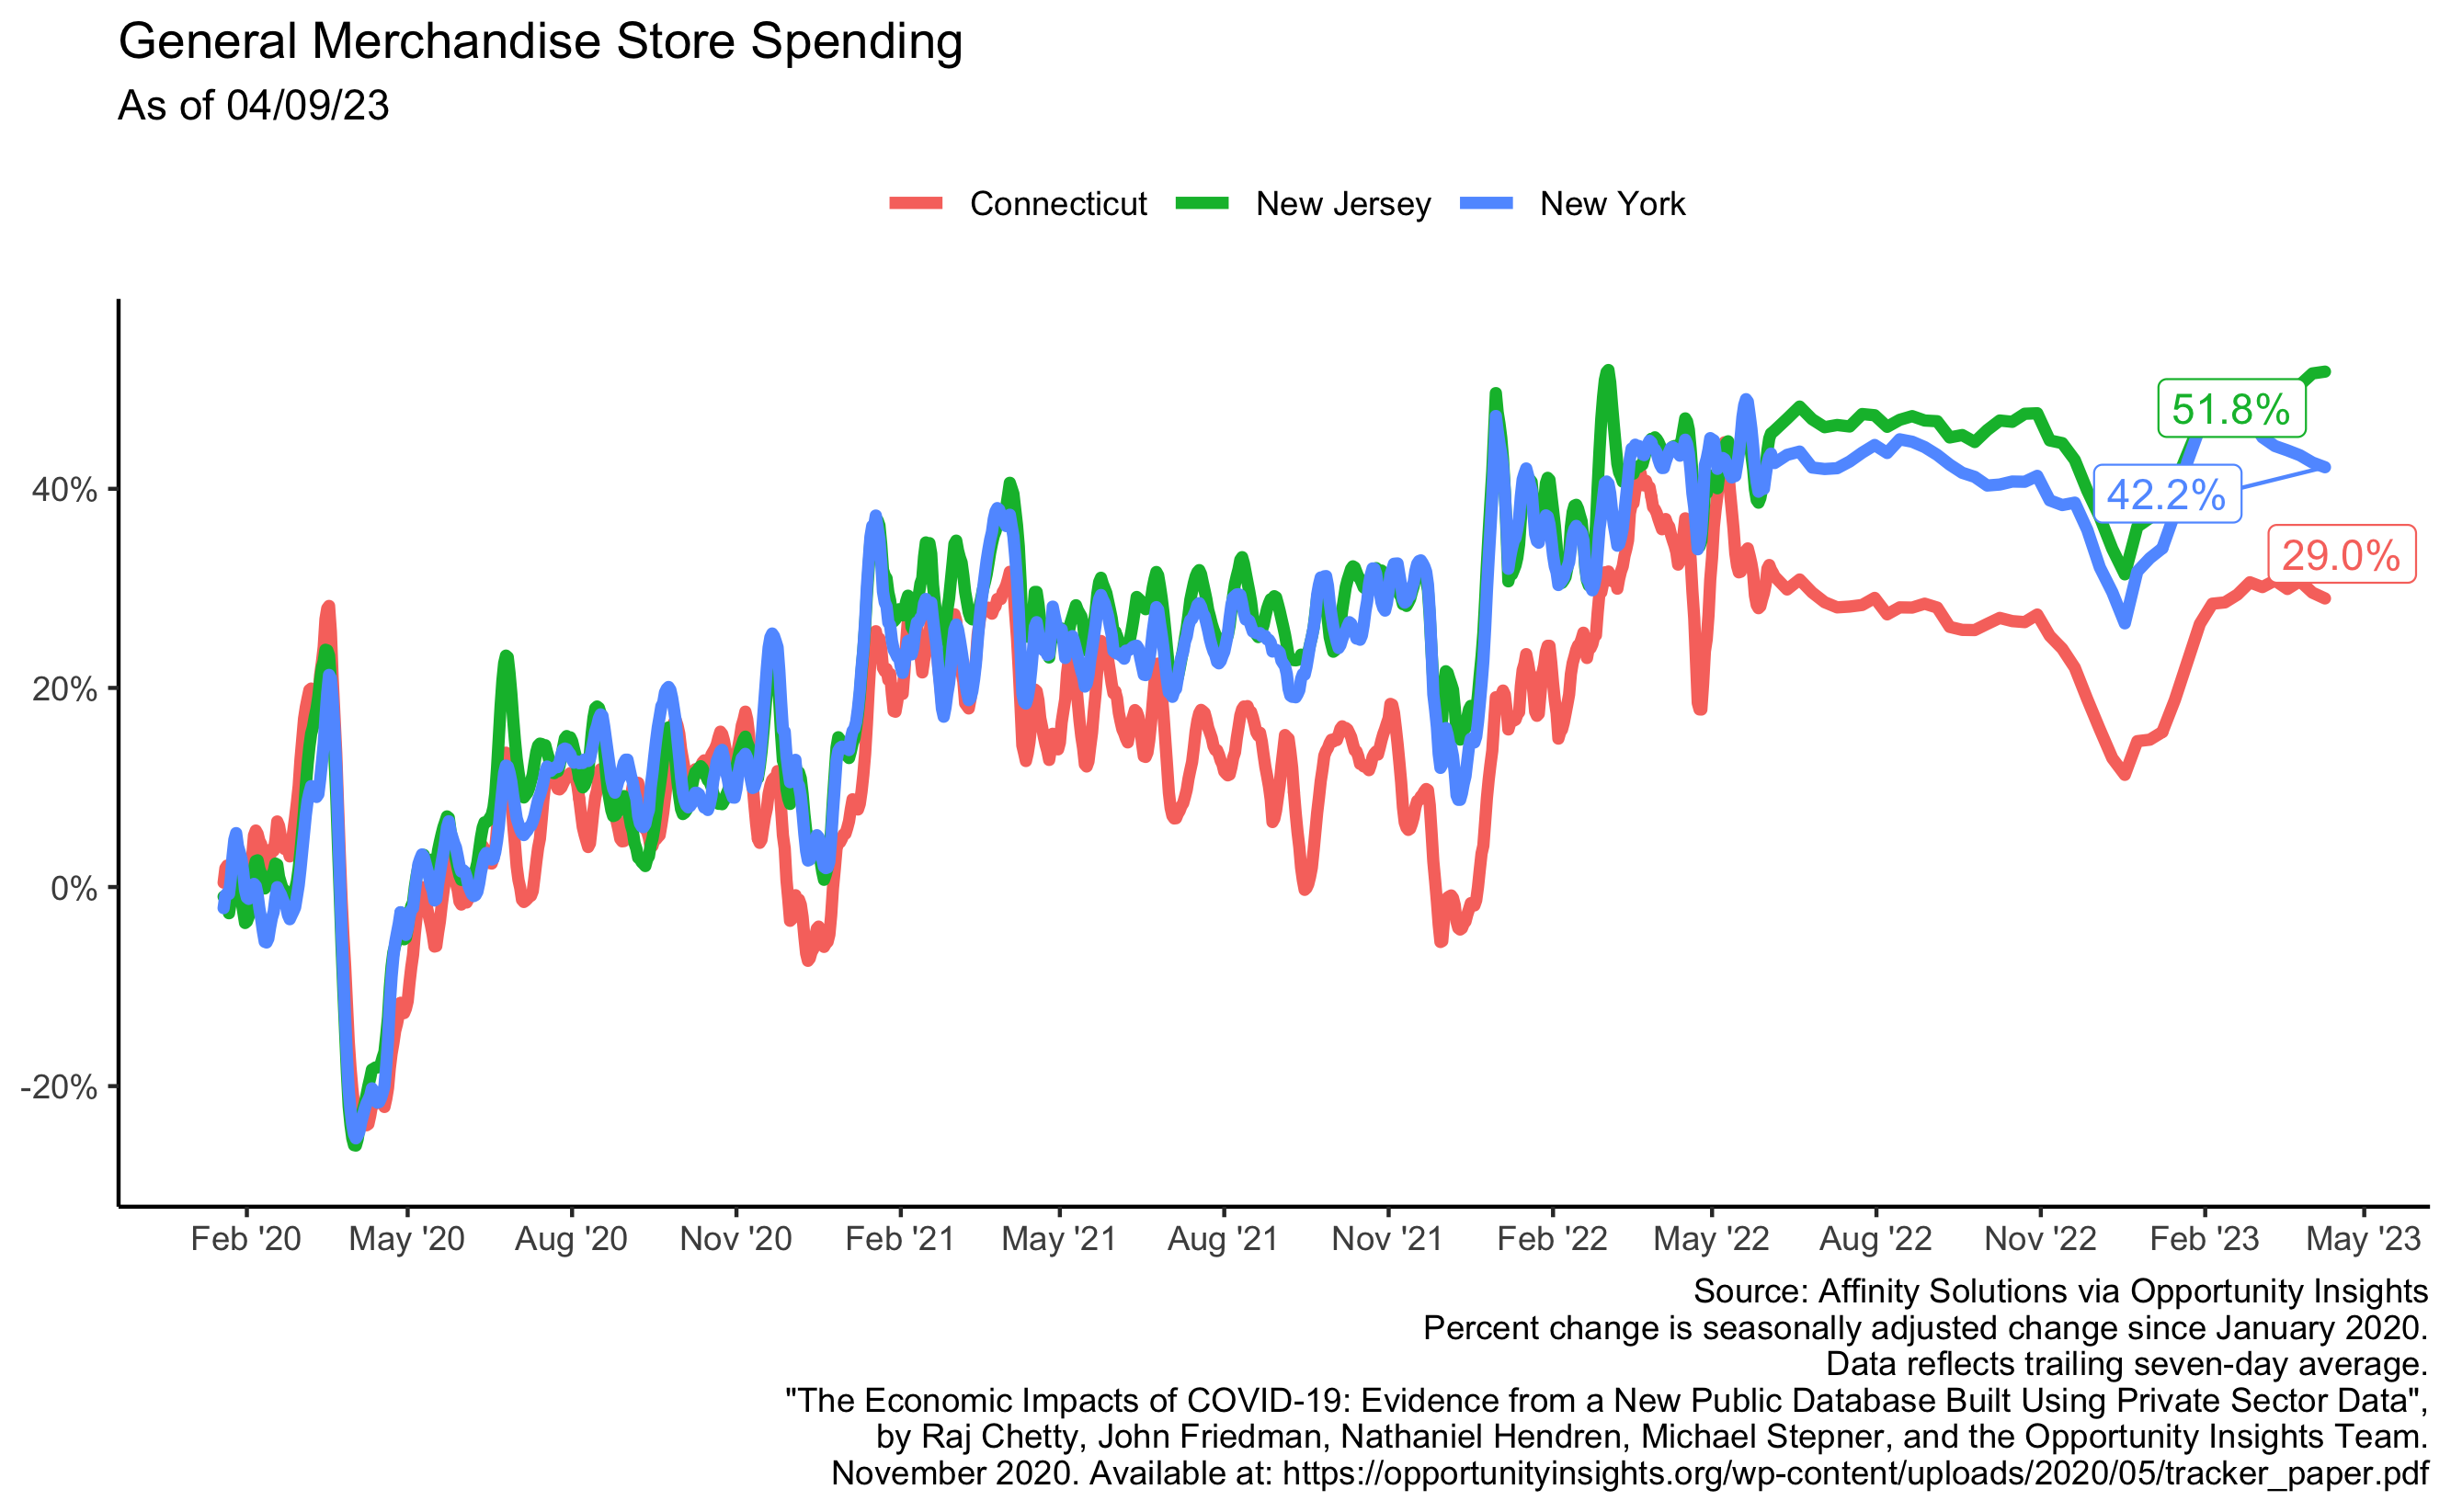 General Merchandise Store Spending
As of 04/09/23
Connecticut New Jersey New York
51.8%
42.2%
29.0%
40%
20%
0%
-20%
Feb '20 May '20 Aug '20 Nov '20 Feb '21 May '21 Aug '21 Nov '21 Feb '22 May '22 Aug '22 Nov '22 Feb '23 May '23
Source: Affinity Solutions via Opportunity Insights
Percent change is seasonally adjusted change since January 2020.
Data reflects trailing seven-day average.
"The Economic Impacts of COVID-19: Evidence from a New Public Database Built Using Private Sector Data",
by Raj Chetty, John Friedman, Nathaniel Hendren, Michael Stepner, and the Opportunity Insights Team.
November 2020. Available at: https://opportunityinsights.org/wp-content/uploads/2020/05/tracker_paper.pdf